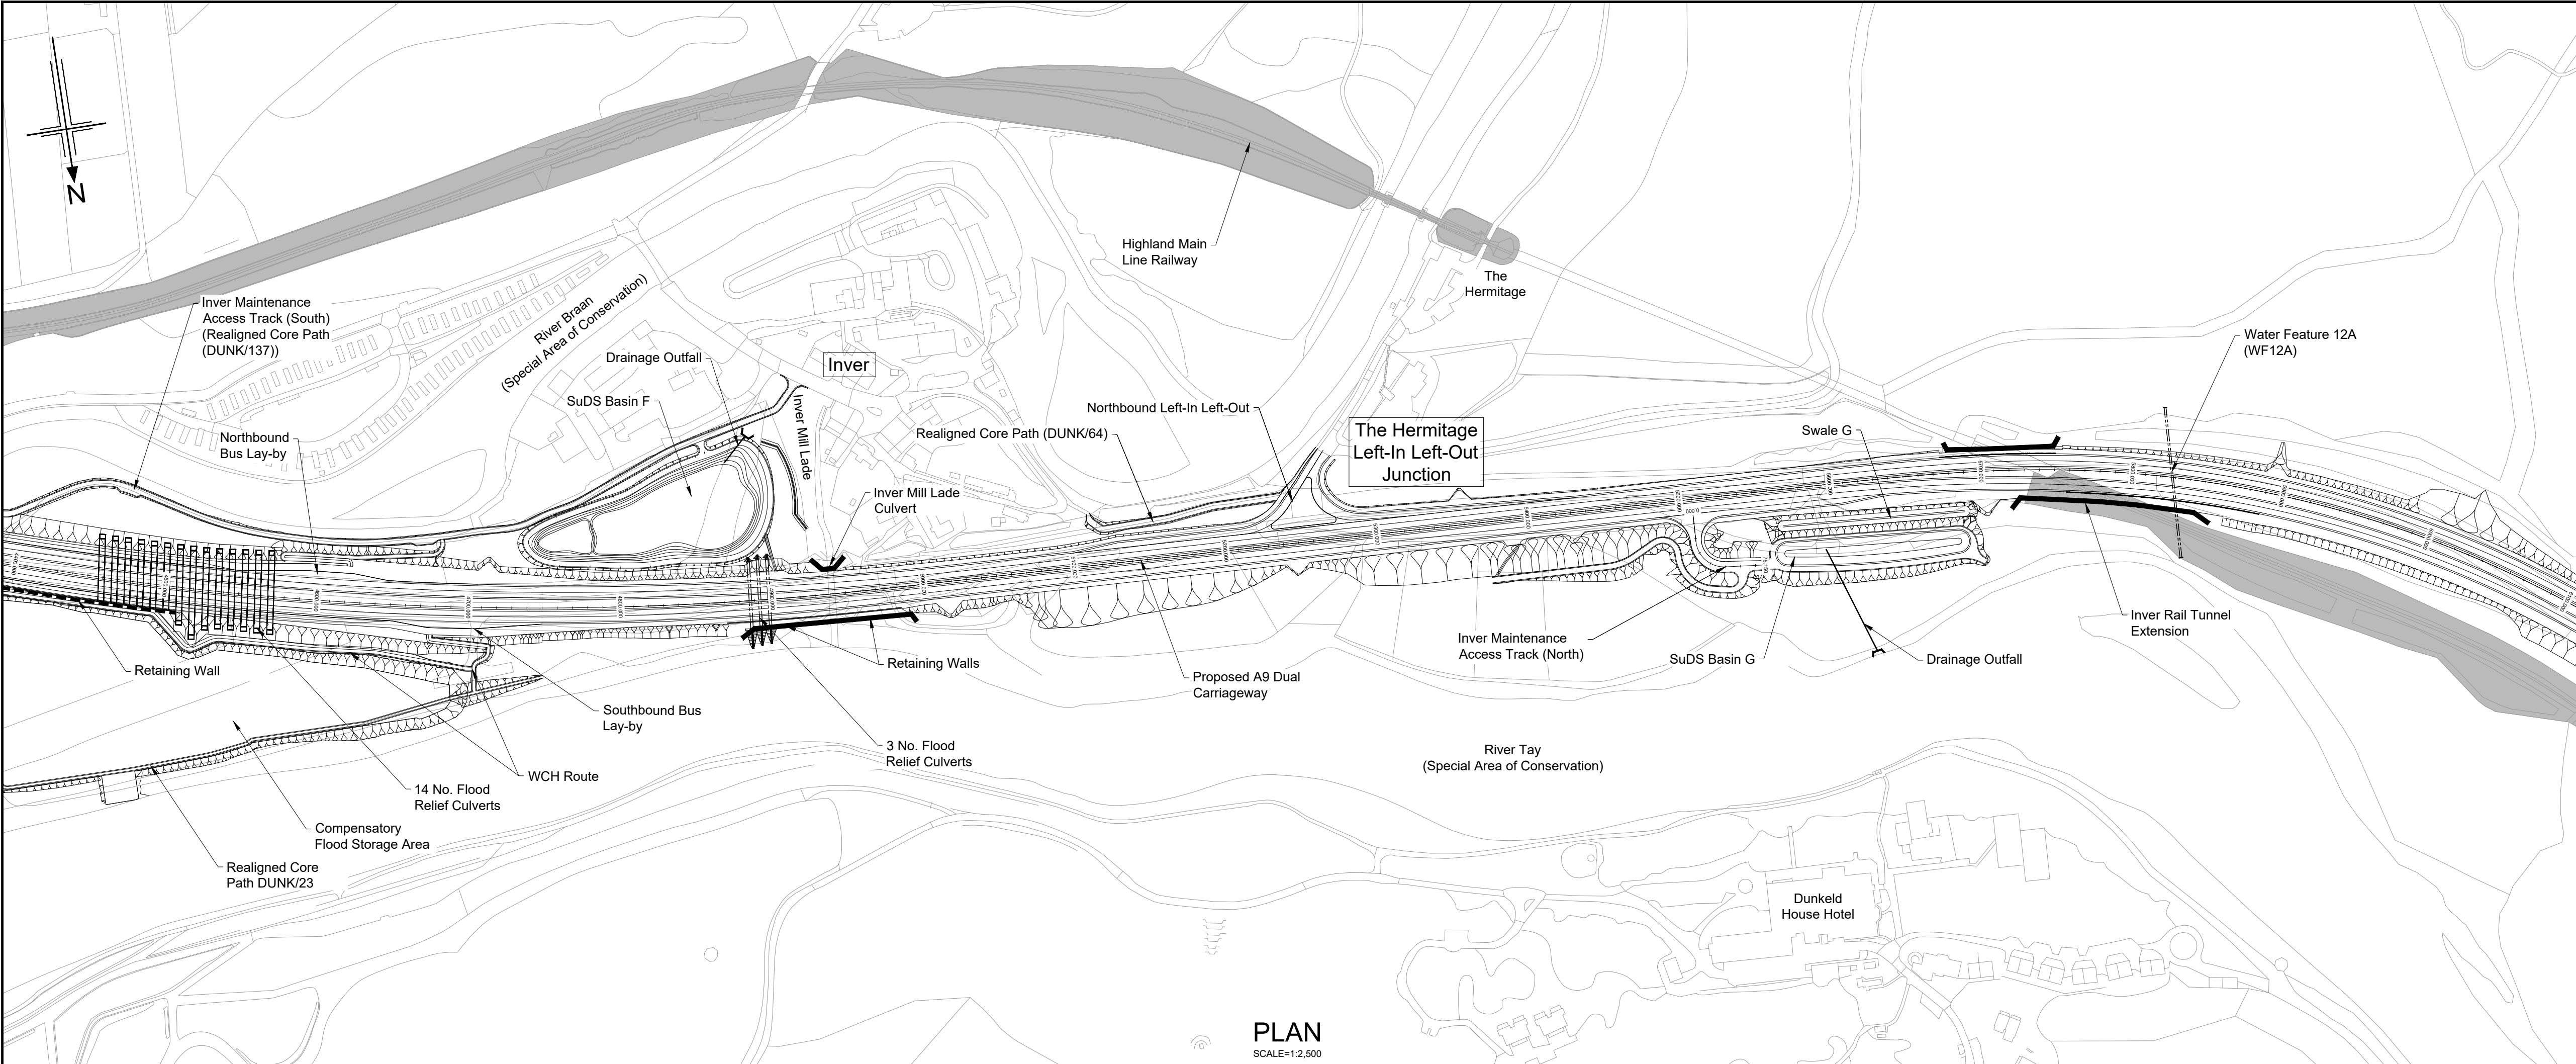 N
Inver Maintenance
Access Track (South)
(Realigned Core Path
(DUNK/137))
Northbound
Bus Lay-by
River Braan
(Special Area of Conservation)
Drainage Outfall
SuDS Basin F
Inver
Inver Mill Lade
Inver Mill Lade
Culvert
Highland Main
Line Railway
The
Hermitage
Northbound Left-In Left-Out
Realigned Core Path (DUNK/64)
The Hermitage
Left-In Left-Out
Junction
Swale G
Water Feature 12A
(WF12A)
Retaining Wall
Southbound Bus
Lay-by
Retaining Walls
Proposed A9 Dual
Carriageway
Inver Maintenance
Access Track (North)
SuDS Basin G
Drainage Outfall
Inver Rail Tunnel
Extension
3 No. Flood
Relief Culverts
WCH Route
14 No. Flood
Relief Culverts
Compensatory
Flood Storage Area
Realigned Core
Path DUNK/23
River Tay
(Special Area of Conservation)
Dunkeld
House Hotel
PLAN
SCALE=1:2,500